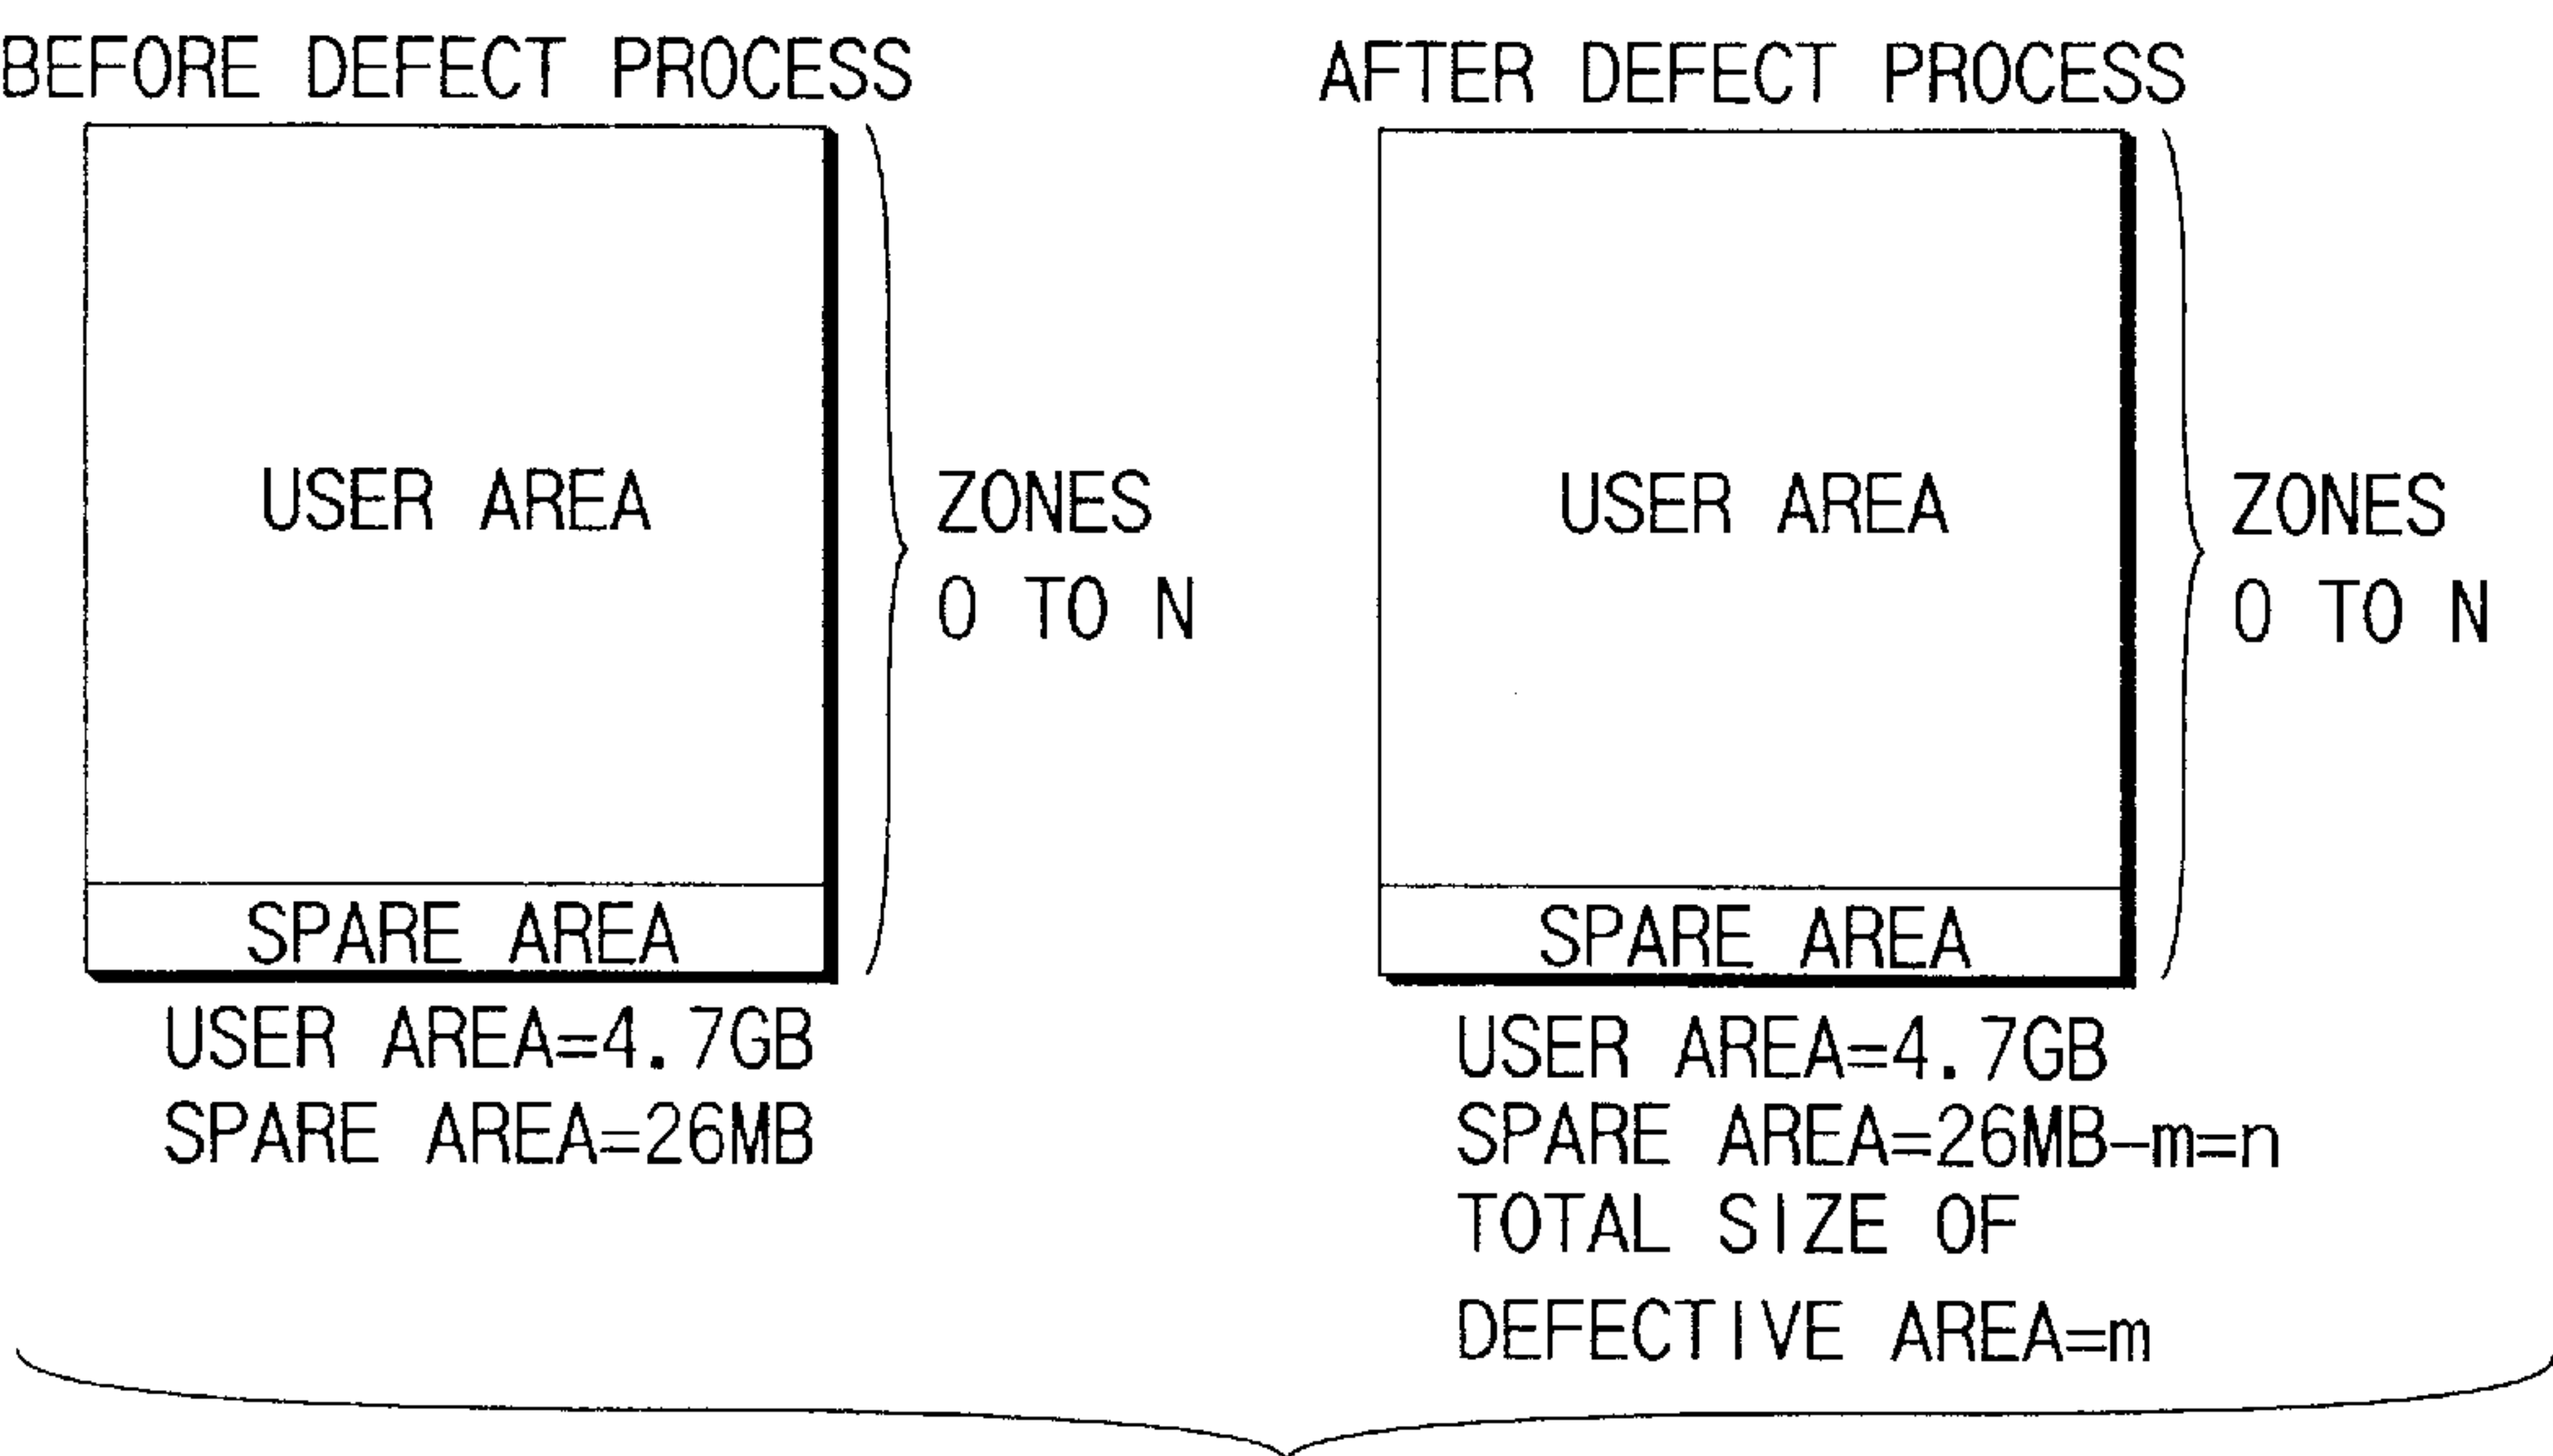 BEFORE DEFECT PROCESS
USER AREA
SPARE AREA
ZONES
0 TO N
USER AREA=4.7GB
SPARE AREA=26MB
AFTER DEFECT PROCESS
USER AREA
SPARE AREA
ZONES
0 TO N
USER AREA=4.7GB
SPARE AREA=26MB-m=n
TOTAL SIZE OF
DEFECTIVE AREA=m